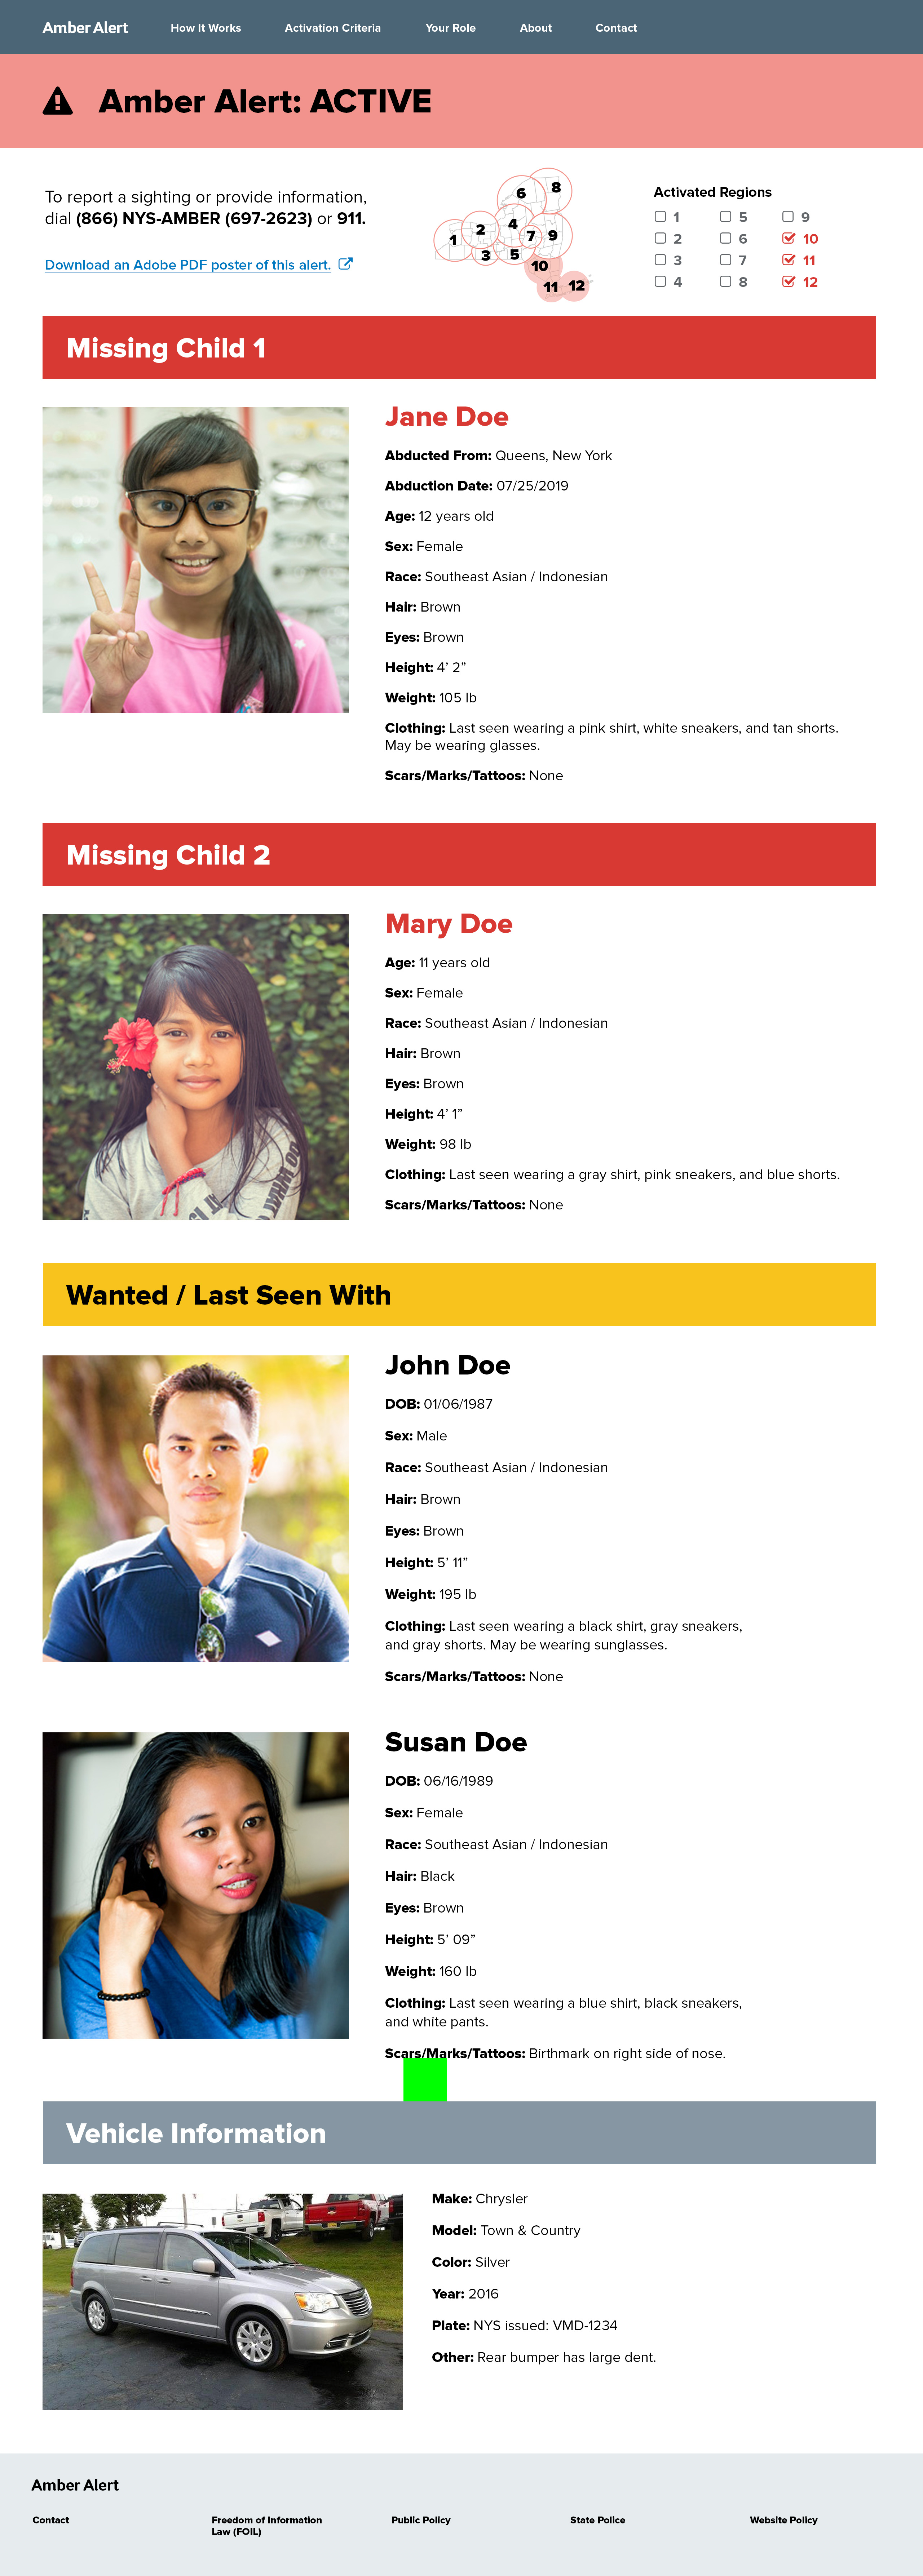 Amber Alert How It Works Activation Criteria Your Role About Contact
Amber Alert: ACTIVE
To report a sighting or provide information,
dial (866) NYS-AMBER (697-2623) or 911.
Download an Adobe PDF poster of this alert.
6 8
4
2 7 9
1
3 5
10
11 12
Activated Regions
1 5 9
2 6 10
3 7 11
4 8 12
Missing Child 1
Jane Doe
Abducted From: Queens, New York
Abduction Date: 07/25/2019
Age: 12 years old
Sex: Female
Race: Southeast Asian / Indonesian
Hair: Brown
Eyes: Brown
Height: 4’ 2”
Weight: 105 lb
Clothing: Last seen wearing a pink shirt, white sneakers, and tan shorts.
May be wearing glasses.
Scars/Marks/Tattoos: None
Missing Child 2
Mary Doe
Age: 11 years old
Sex: Female
Race: Southeast Asian / Indonesian
Hair: Brown
Eyes: Brown
Height: 4’ 1”
Weight: 98 lb
Clothing: Last seen wearing a gray shirt, pink sneakers, and blue shorts.
Scars/Marks/Tattoos: None
Wanted / Last Seen With
John Doe
DOB: 01/06/1987
Sex: Male
Race: Southeast Asian / Indonesian
Hair: Brown
Eyes: Brown
Height: 5’ 11”
Weight: 195 lb
Clothing: Last seen wearing a black shirt, gray sneakers,
and gray shorts. May be wearing sunglasses.
Scars/Marks/Tattoos: None
Susan Doe
DOB: 06/16/1989
Sex: Female
Race: Southeast Asian / Indonesian
Hair: Black
Eyes: Brown
Height: 5’ 09”
Weight: 160 lb
Clothing: Last seen wearing a blue shirt, black sneakers,
and white pants.
Scars/Marks/Tattoos: Birthmark on right side of nose.
Vehicle Information
Make: Chrysler
Model: Town & Country
Color: Silver
Year: 2016
Plate: NYS issued: VMD-1234
Other: Rear bumper has large dent.
Amber Alert
Contact
Freedom of Information
Law (FOIL)
Public Policy
State Police
Website Policy